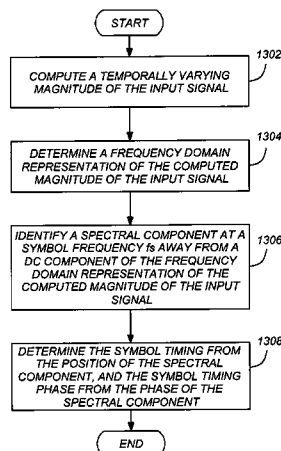 START
1302
COMPUTE A TEMPORALLY VARYING
MAGNITUDE OF THE INPUT SIGNAL
1304
DETERMINE A FREQUENCY DOMAIN
REPRESENTATION OF THE COMPUTED
MAGNITUDE OF THE INPUT SIGNAL
1306
IDENTIFY A SPECTRAL COMPONENT AT A
SYMBOL FREQUENCY fs AWAY FROM A
DC COMPONENT OF THE FREQUENCY
DOMAIN REPRESENTATION OF THE
COMPUTED MAGNITUDE OF THE INPUT
SIGNAL
1308
DETERMINE THE SYMBOL TIMING FROM
THE POSITION OF THE SPECTRAL
COMPONENT, AND THE SYMBOL TIMING
PHASE FROM THE PHASE OF THE
SPECTRAL COMPONENT
END